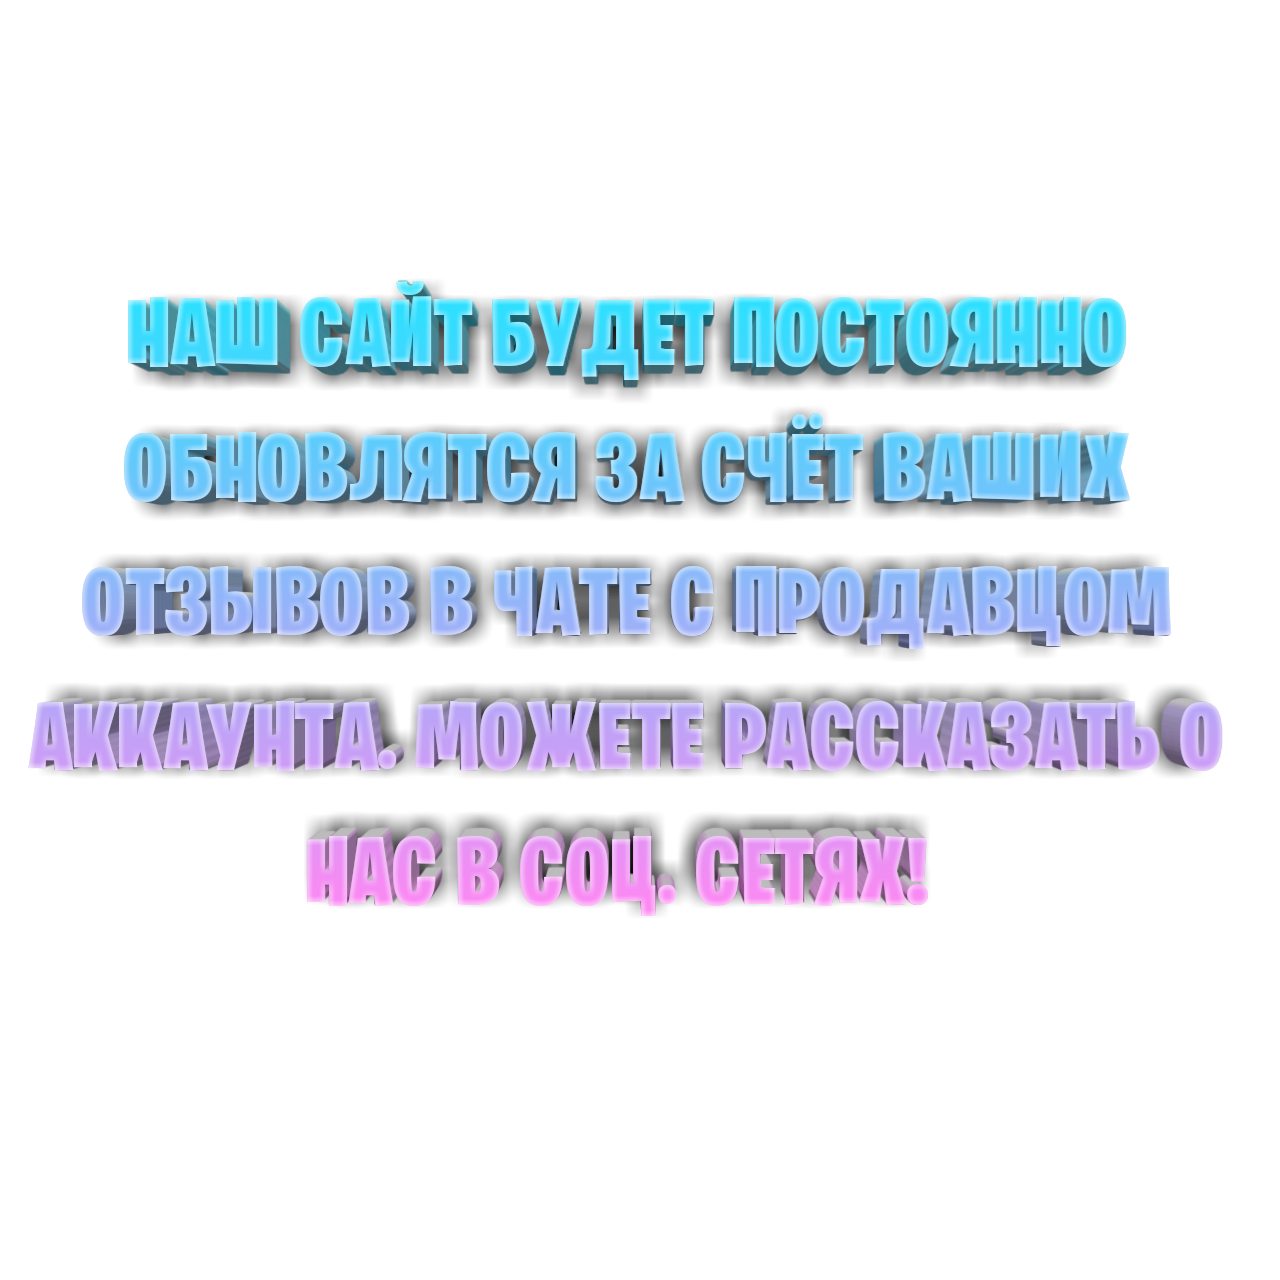 НАШ САЙТ БУДЕТ ПОСТОЯННО
ОБНОВЛЯТСЯ ЗА СЧЁТ ВАШИХ
ОТЗЫВОВ В ЧАТЕ С ПРОДАВЦОМ
АККАУНТА. МОЖЕТЕ РАССКАЗАТЬ О
НАС В СОЦ. СЕТЯХ!